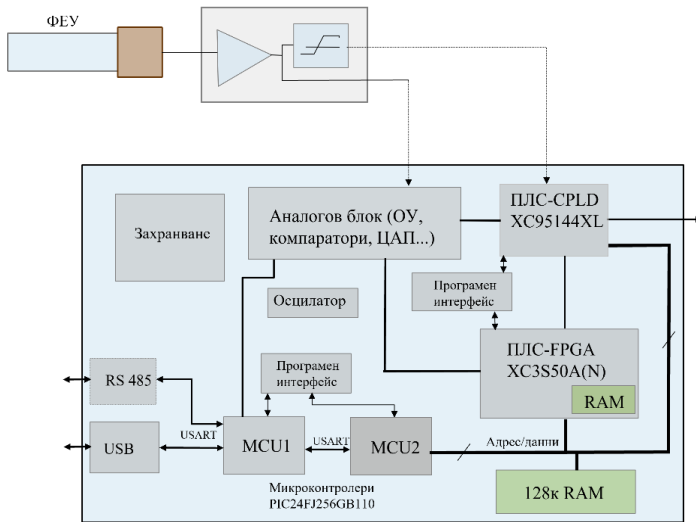 ФЕУ
Захранване
Аналогов блок (ОУ,
компаратори, ЦАП...)
ПЛС-CPLD
XC95144XL
Осцилатор
Програмен
интерфейс
ПЛС-FPGA
XC3S50A(N)
RAM
RS 485
Програмен
интерфейс
USART
USB
MCU1
USART
MCU2
Адрес/данни
Микроконтролери
PIC24FJ256GB110
128к RAM